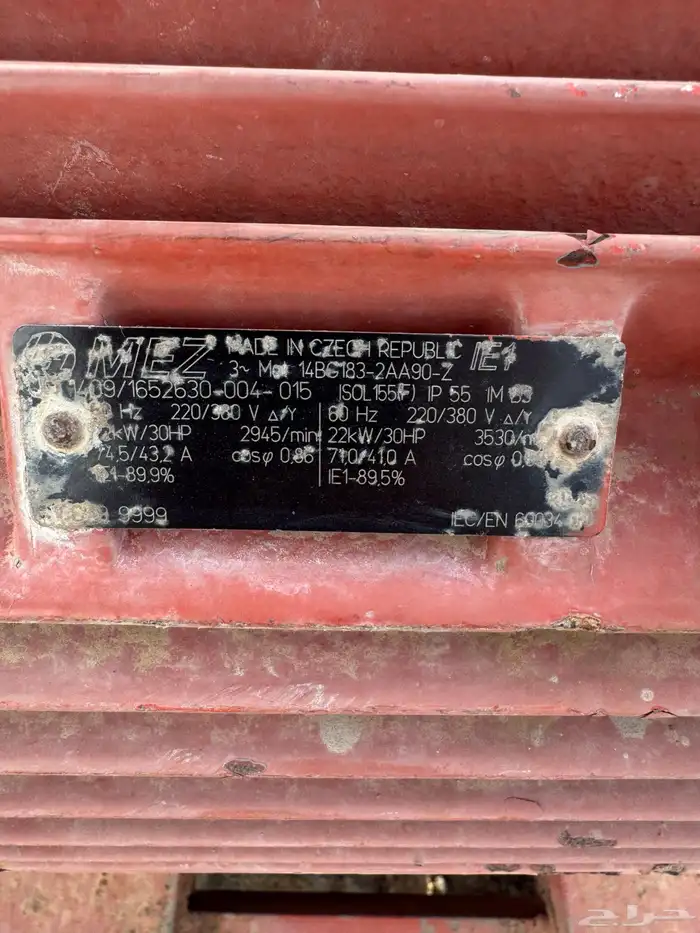 MEZ MADE IN CZECH REPUBLIC IE1
3~ Mot 14BG183-2AA90-Z
09/1652630-004-015 ISOL155(F) IP 55 IM
Hz 220/380 V Δ/Y 60 Hz 220/380 V Δ/Y
kW/30HP 2945/min 22kW/30HP 3530/m
74,5/43,2 A cosφ 0,86 71,0/41,0 A cosφ
IE1-89,9% IE1-89,5%
9999 IEC/EN 60034
حراج